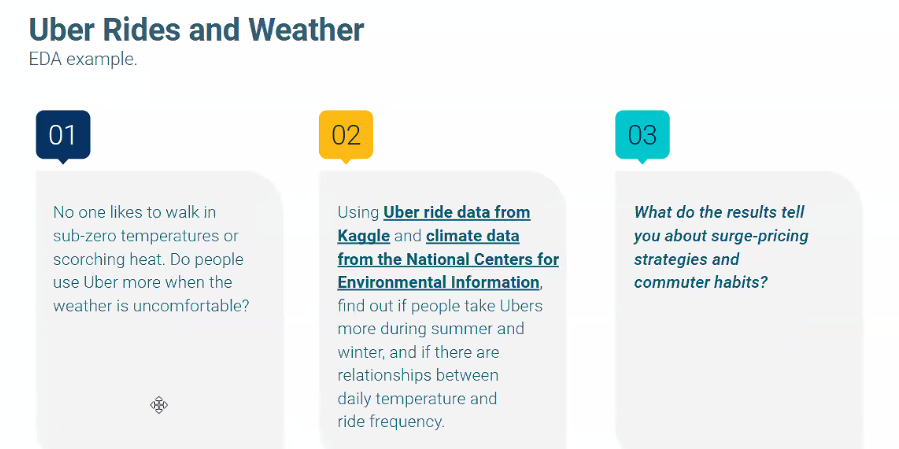 Uber Rides and Weather
EDA example.
01
No one likes to walk in
sub-zero temperatures or
scorching heat. Do people
use Uber more when the
weather is uncomfortable?
02
Using Uber ride data from
Kaggle and climate data
from the National Centers for
Environmental Information,
find out if people take Ubers
more during summer and
winter, and if there are
relationships between
daily temperature and
ride frequency.
03
What do the results tell
you about surge-pricing
strategies and
commuter habits?